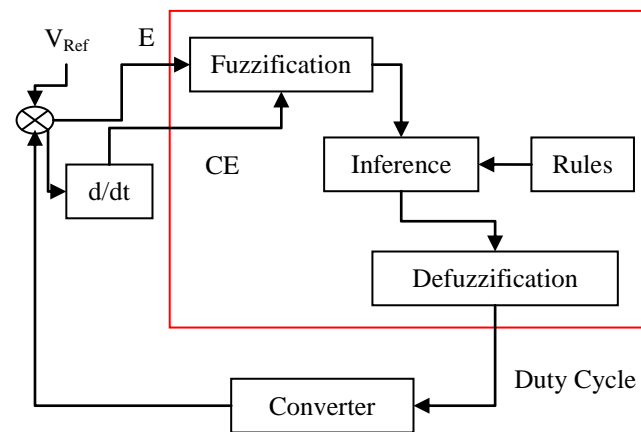 V_Ref
E
Fuzzification
Inference
Rules
CE
d/dt
Defuzzification
Duty Cycle
Converter